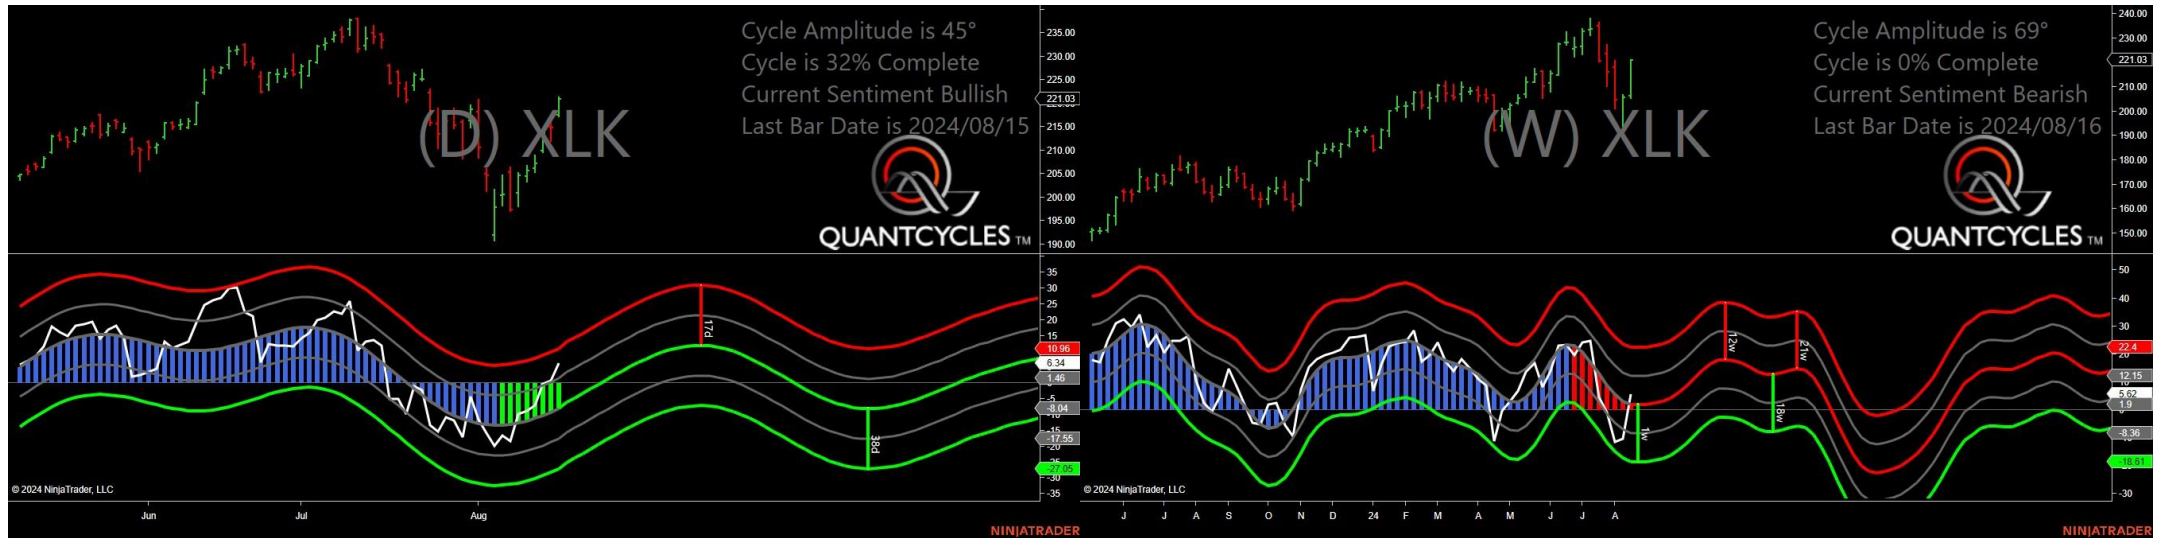 Cycle Amplitude is 45°
Cycle is 32% Complete
Current Sentiment Bullish
Last Bar Date is 2024/08/15
(D) XLK
QUANTCYCLES TM
235.00
230.00
225.00
221.03
215.00
210.00
205.00
200.00
195.00
190.00
35
30
25
20
15
10.96
6.34
1.46
-5
-8.04
-15
-17.55
-20
-27.05
-30
-35
17d
38d
© 2024 NinjaTrader, LLC
Jun Jul Aug
NINJATRADER
Cycle Amplitude is 69°
Cycle is 0% Complete
Current Sentiment Bearish
Last Bar Date is 2024/08/16
(W) XLK
QUANTCYCLES TM
240.00
230.00
221.03
210.00
200.00
190.00
180.00
170.00
160.00
150.00
50
40
30
22.4
20
12.15
5.62
1.9
-8.36
-18.61
-30
12w
21w
18w
1w
© 2024 NinjaTrader, LLC
J J A S O N D 24 F M A M J J A
NINJATRADER